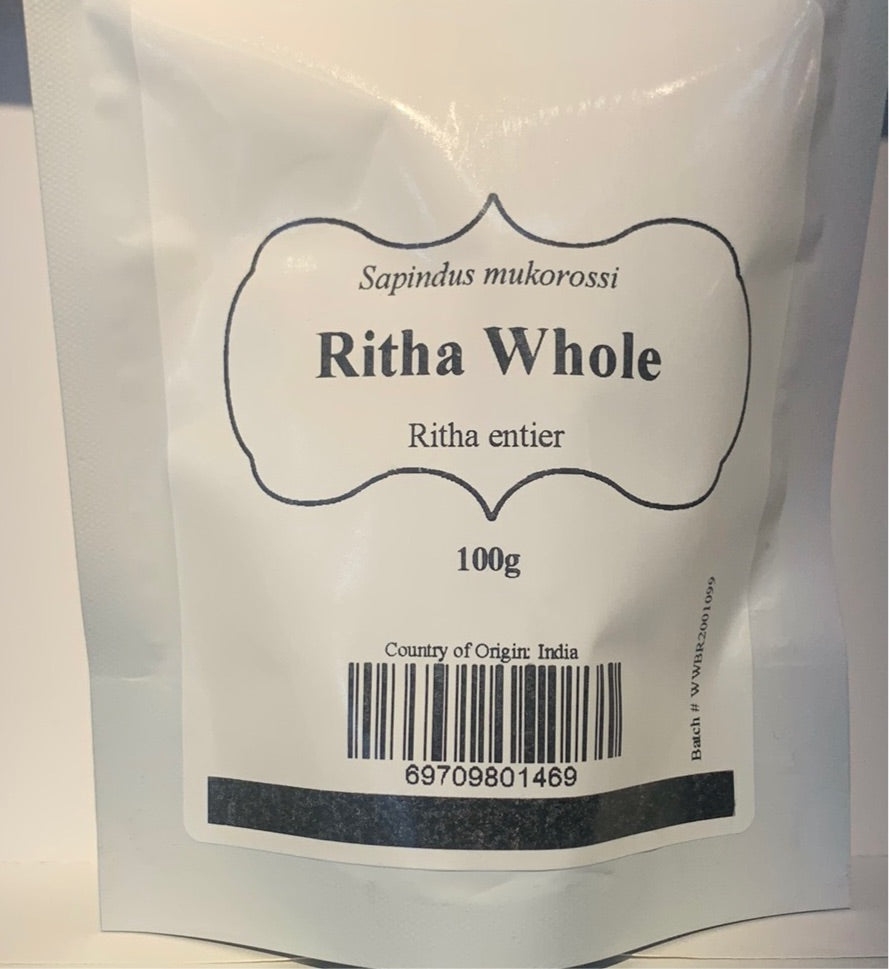 Sapindus mukorossi
Ritha Whole
Ritha entier
100g
Country of Origin: India
69709801469
Batch # WWBR2001099